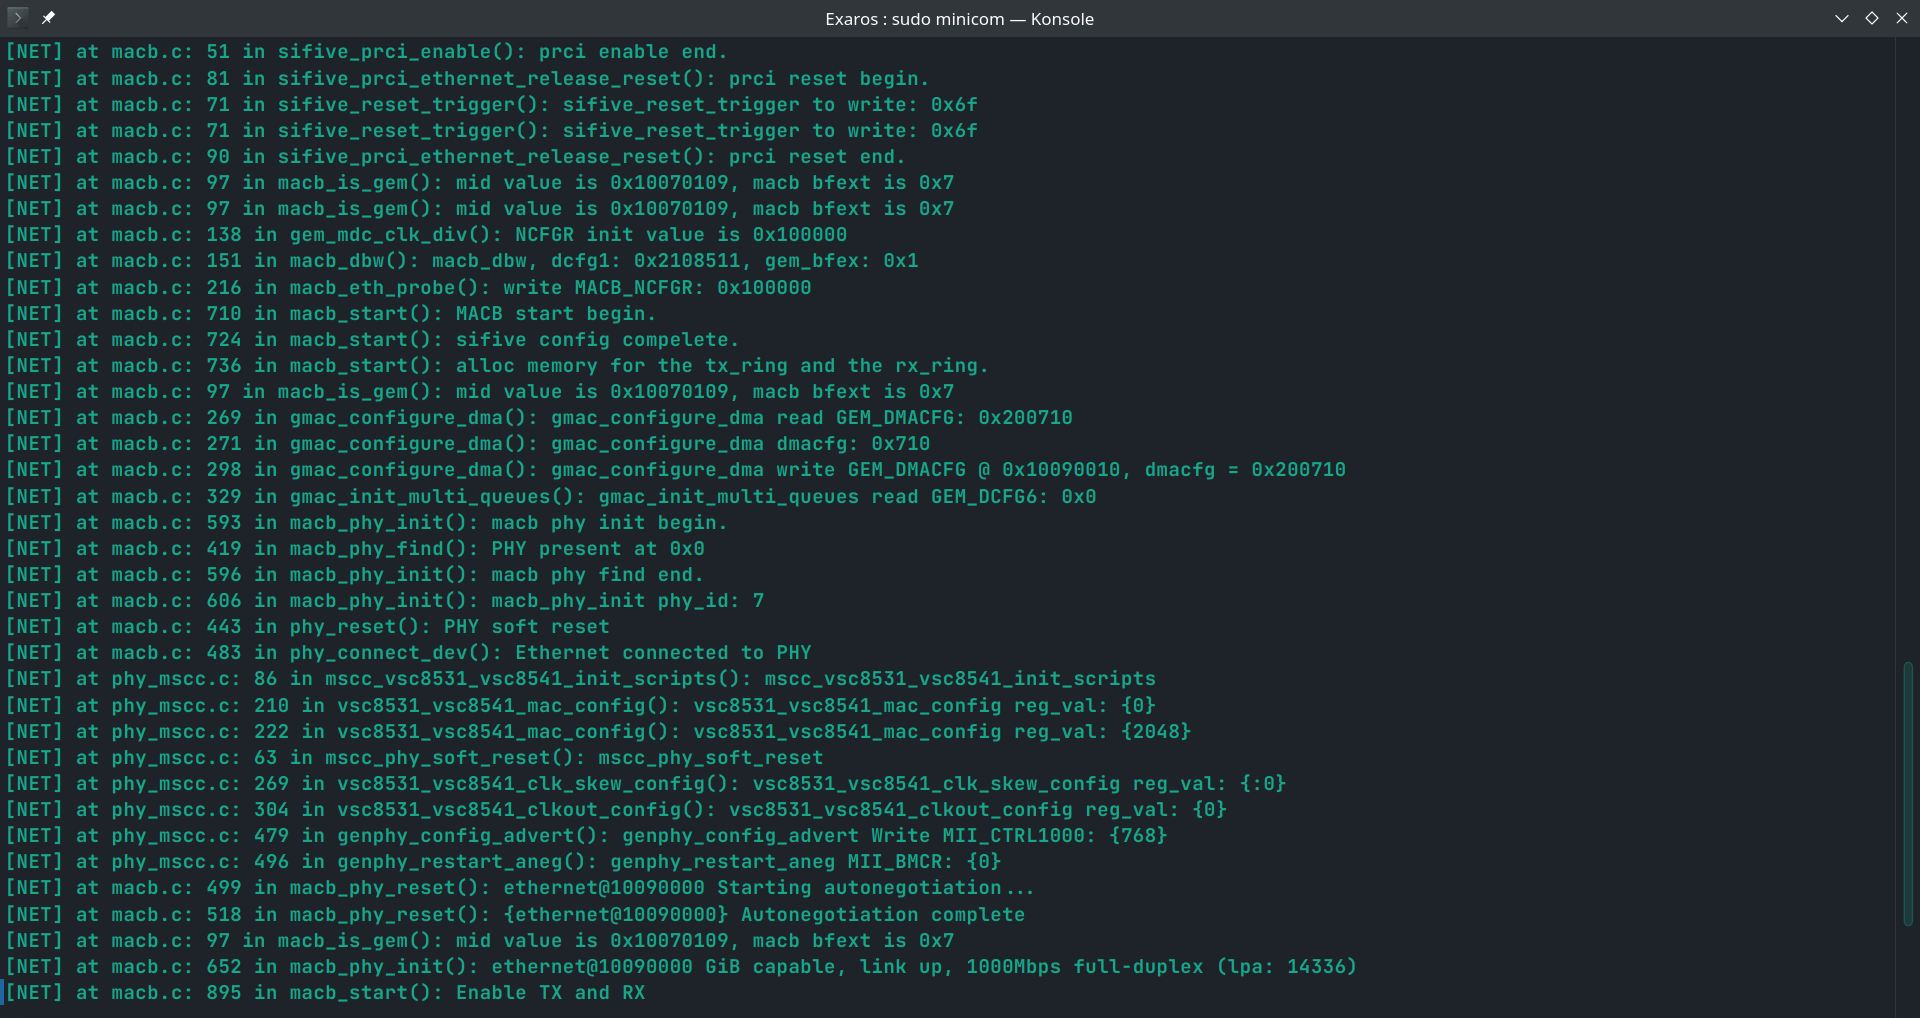 Exaros : sudo minicom — Konsole
[NET] at macb.c: 51 in sifive_prci_enable(): prci enable end.
[NET] at macb.c: 81 in sifive_prci_ethernet_release_reset(): prci reset begin.
[NET] at macb.c: 71 in sifive_reset_trigger(): sifive_reset_trigger to write: 0x6f
[NET] at macb.c: 71 in sifive_reset_trigger(): sifive_reset_trigger to write: 0x6f
[NET] at macb.c: 90 in sifive_prci_ethernet_release_reset(): prci reset end.
[NET] at macb.c: 97 in macb_is_gem(): mid value is 0x10070109, macb bfext is 0x7
[NET] at macb.c: 97 in macb_is_gem(): mid value is 0x10070109, macb bfext is 0x7
[NET] at macb.c: 138 in gem_mdc_clk_div(): NCFGR init value is 0x100000
[NET] at macb.c: 151 in macb_dbw(): macb_dbw, dcfg1: 0x2108511, gem_bfex: 0x1
[NET] at macb.c: 216 in macb_eth_probe(): write MACB_NCFGR: 0x100000
[NET] at macb.c: 710 in macb_start(): MACB start begin.
[NET] at macb.c: 724 in macb_start(): sifive config compelete.
[NET] at macb.c: 736 in macb_start(): alloc memory for the tx_ring and the rx_ring.
[NET] at macb.c: 97 in macb_is_gem(): mid value is 0x10070109, macb bfext is 0x7
[NET] at macb.c: 269 in gmac_configure_dma(): gmac_configure_dma read GEM_DMACFG: 0x200710
[NET] at macb.c: 271 in gmac_configure_dma(): gmac_configure_dma dmacfg: 0x710
[NET] at macb.c: 298 in gmac_configure_dma(): gmac_configure_dma write GEM_DMACFG @ 0x10090010, dmacfg = 0x200710
[NET] at macb.c: 329 in gmac_init_multi_queues(): gmac_init_multi_queues read GEM_DCFG6: 0x0
[NET] at macb.c: 593 in macb_phy_init(): macb phy init begin.
[NET] at macb.c: 419 in macb_phy_find(): PHY present at 0x0
[NET] at macb.c: 596 in macb_phy_init(): macb phy find end.
[NET] at macb.c: 606 in macb_phy_init(): macb_phy_init phy_id: 7
[NET] at macb.c: 443 in phy_reset(): PHY soft reset
[NET] at macb.c: 483 in phy_connect_dev(): Ethernet connected to PHY
[NET] at phy_mscc.c: 86 in mscc_vsc8531_vsc8541_init_scripts(): mscc_vsc8531_vsc8541_init_scripts
[NET] at phy_mscc.c: 210 in vsc8531_vsc8541_mac_config(): vsc8531_vsc8541_mac_config reg_val: {0}
[NET] at phy_mscc.c: 222 in vsc8531_vsc8541_mac_config(): vsc8531_vsc8541_mac_config reg_val: {2048}
[NET] at phy_mscc.c: 63 in mscc_phy_soft_reset(): mscc_phy_soft_reset
[NET] at phy_mscc.c: 269 in vsc8531_vsc8541_clk_skew_config(): vsc8531_vsc8541_clk_skew_config reg_val: {:0}
[NET] at phy_mscc.c: 304 in vsc8531_vsc8541_clkout_config(): vsc8531_vsc8541_clkout_config reg_val: {0}
[NET] at phy_mscc.c: 479 in genphy_config_advert(): genphy_config_advert Write MII_CTRL1000: {768}
[NET] at phy_mscc.c: 496 in genphy_restart_aneg(): genphy_restart_aneg MII_BMCR: {0}
[NET] at macb.c: 499 in macb_phy_reset(): ethernet@10090000 Starting autonegotiation...
[NET] at macb.c: 518 in macb_phy_reset(): {ethernet@10090000} Autonegotiation complete
[NET] at macb.c: 97 in macb_is_gem(): mid value is 0x10070109, macb bfext is 0x7
[NET] at macb.c: 652 in macb_phy_init(): ethernet@10090000 GiB capable, link up, 1000Mbps full-duplex (lpa: 14336)
[NET] at macb.c: 895 in macb_start(): Enable TX and RX